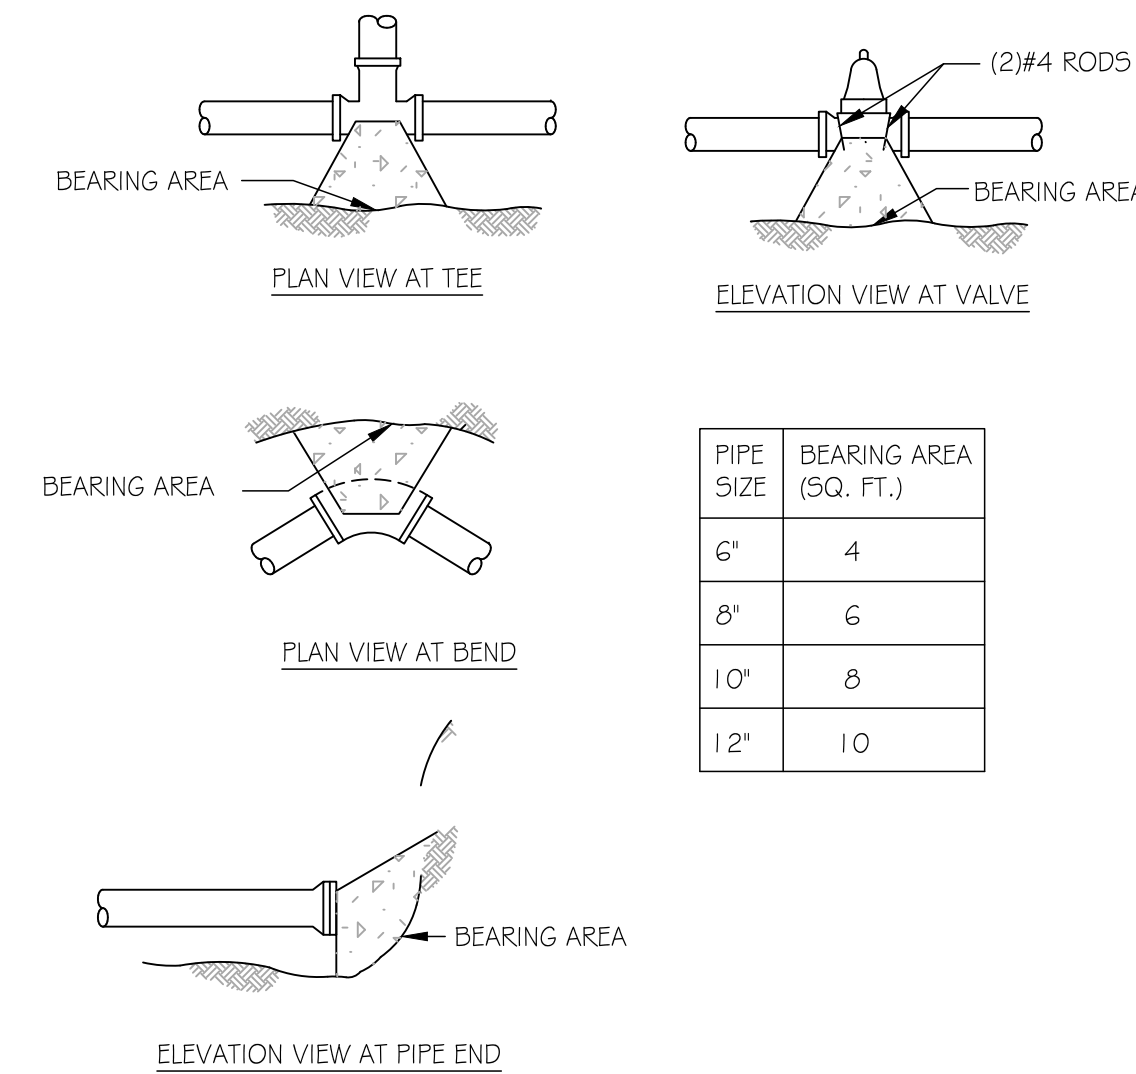 (2)#4 RODS
BEARING AREA
BEARING AREA
PLAN VIEW AT TEE
ELEVATION VIEW AT VALVE
BEARING AREA
PLAN VIEW AT BEND
PIPE SIZE
BEARING AREA (SQ. FT.)
6" 4
8" 6
10" 8
12" 10
BEARING AREA
ELEVATION VIEW AT PIPE END